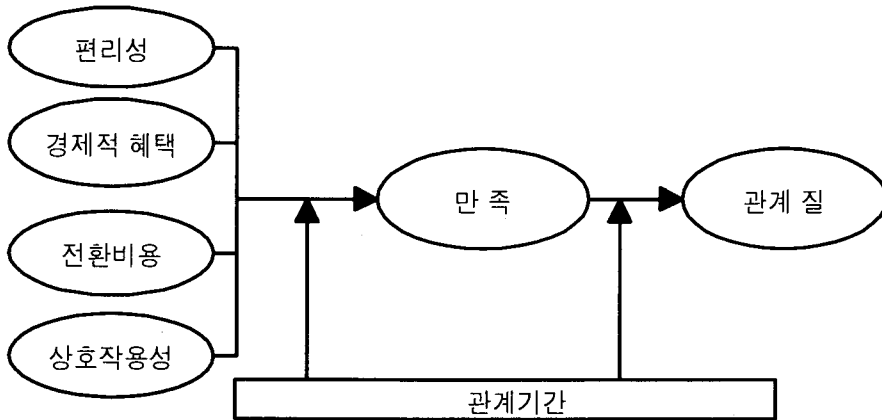 편리성
경제적 혜택
전환비용
상호작용성
만 족
관계 질
관계기간